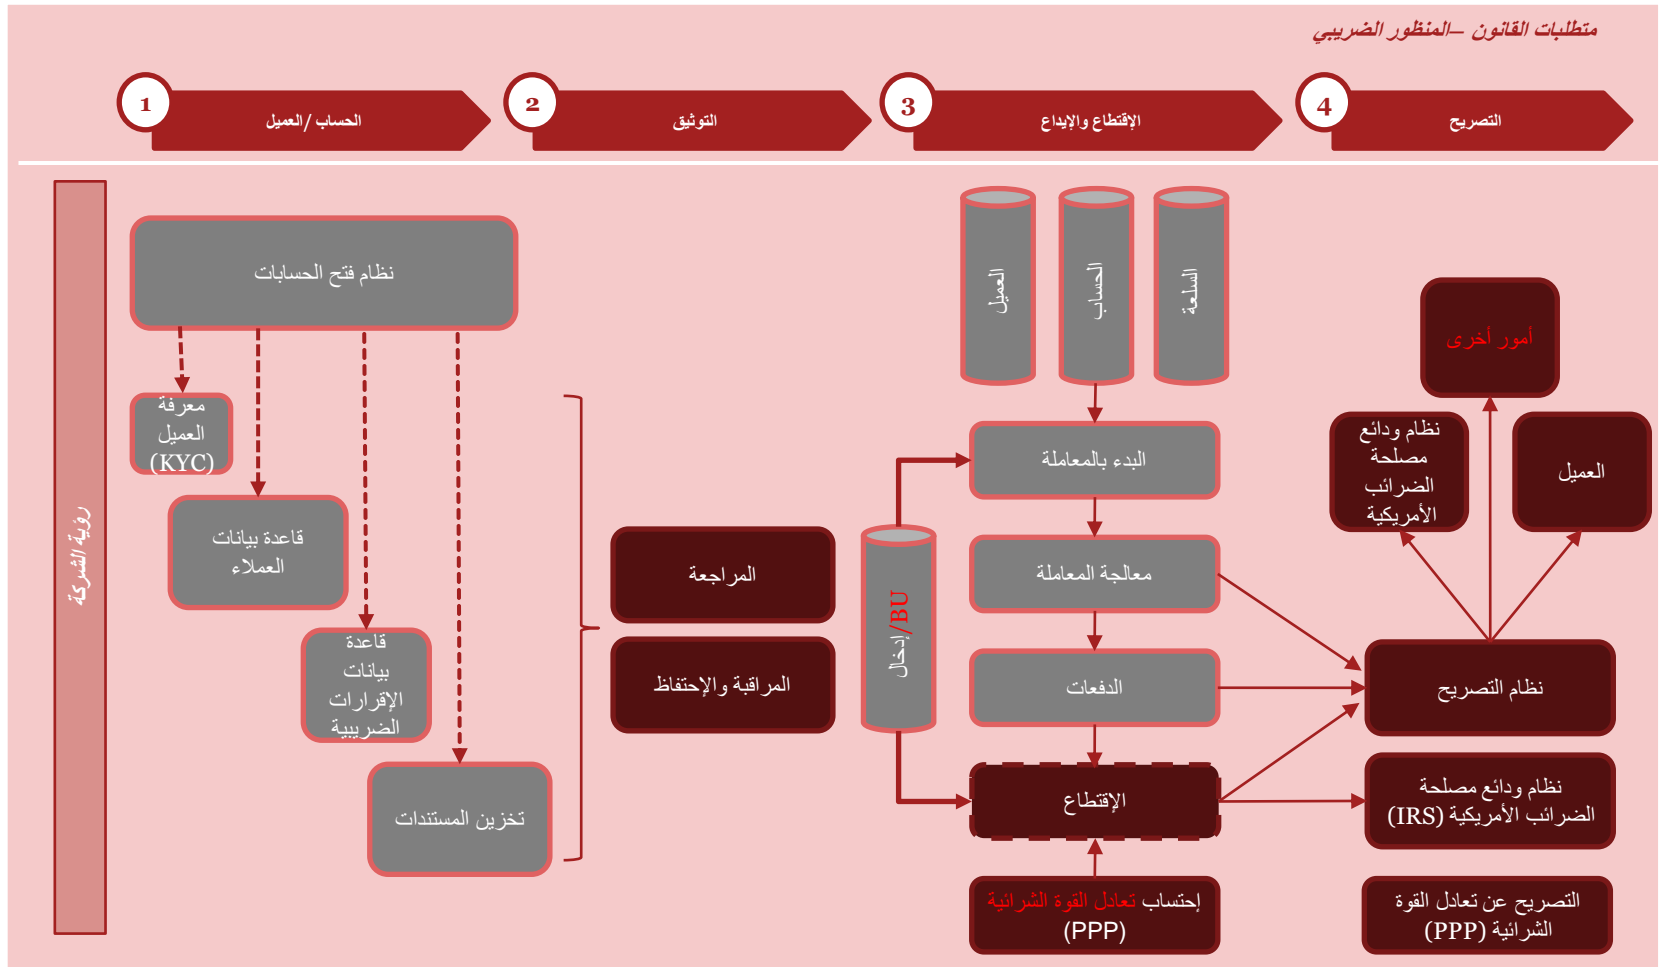 متطلبات القانون –المنظور الضريبي
1
الحساب /العميل
2
التوثيق
3
الإقتطاع والإيداع
4
التصريح
رؤية الشركة
نظام فتح الحسابات
معرفة
العميل
(KYC)
قاعدة بيانات
العملاء
قاعدة
بيانات
الإقرارات
الضريبية
تخزين المستندات
المراجعة
المراقبة والإحتفاظ
العميل
الحساب
السلعة
إدخال/BU
البدء بالمعاملة
معالجة المعاملة
الدفعات
الإقتطاع
إحتساب تعادل القوة الشرائية
(PPP)
أمور أخرى
نظام ودائع
مصلحة
الضرائب
الأمريكية
العميل
نظام التصريح
نظام ودائع مصلحة
الضرائب الأمريكية (IRS)
التصريح عن تعادل القوة
الشرائية (PPP)